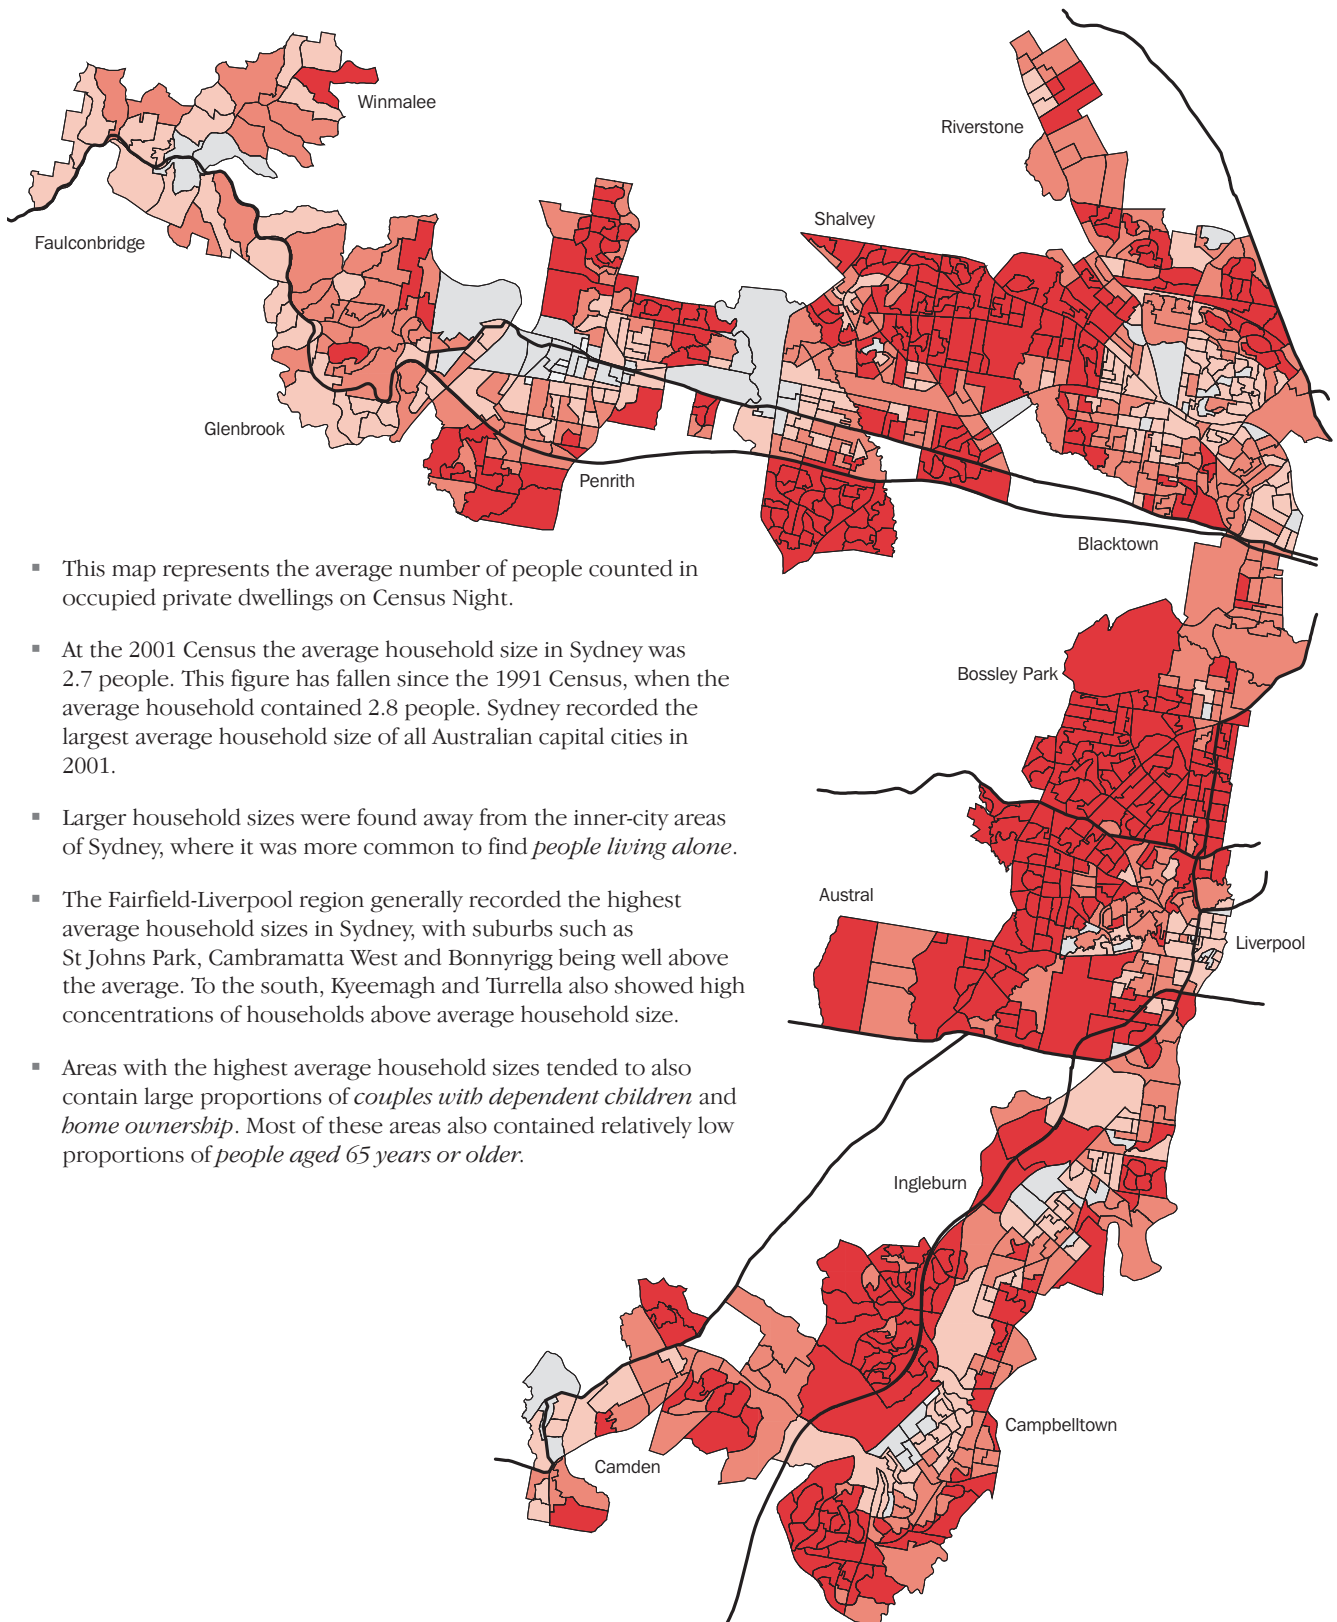 Winmalee
Riverstone
Shalvey
Faulconbridge
Glenbrook
Penrith
Blacktown
▪ This map represents the average number of people counted in
occupied private dwellings on Census Night.
▪ At the 2001 Census the average household size in Sydney was
2.7 people. This figure has fallen since the 1991 Census, when the
average household contained 2.8 people. Sydney recorded the
largest average household size of all Australian capital cities in
2001.
▪ Larger household sizes were found away from the inner-city areas
of Sydney, where it was more common to find people living alone.
▪ The Fairfield-Liverpool region generally recorded the highest
average household sizes in Sydney, with suburbs such as
St Johns Park, Cambramatta West and Bonnyrigg being well above
the average. To the south, Kyeemagh and Turrella also showed high
concentrations of households above average household size.
▪ Areas with the highest average household sizes tended to also
contain large proportions of couples with dependent children and
home ownership. Most of these areas also contained relatively low
proportions of people aged 65 years or older.
Bossley Park
Austral
Liverpool
Ingleburn
Campbelltown
Camden